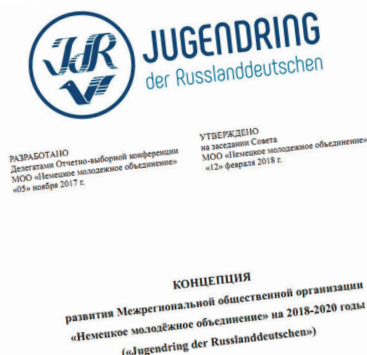 JdR
JUGENDRING
der Russlanddeutschen
РАЗРАБОТАНО
Делегатами Отчетно-выборной конференции
МОО «Немецкое молодежное объединение»
«05» ноября 2017 г.
УТВЕРЖДЕНО
на заседании Совета
МОО «Немецкое молодежное объединение»
«12» февраля 2018 г.
КОНЦЕПЦИЯ
развития Межрегиональной общественной организации
«Немецкое молодёжное объединение» на 2018-2020 годы
(«Jugendring der Russlanddeutschen»)